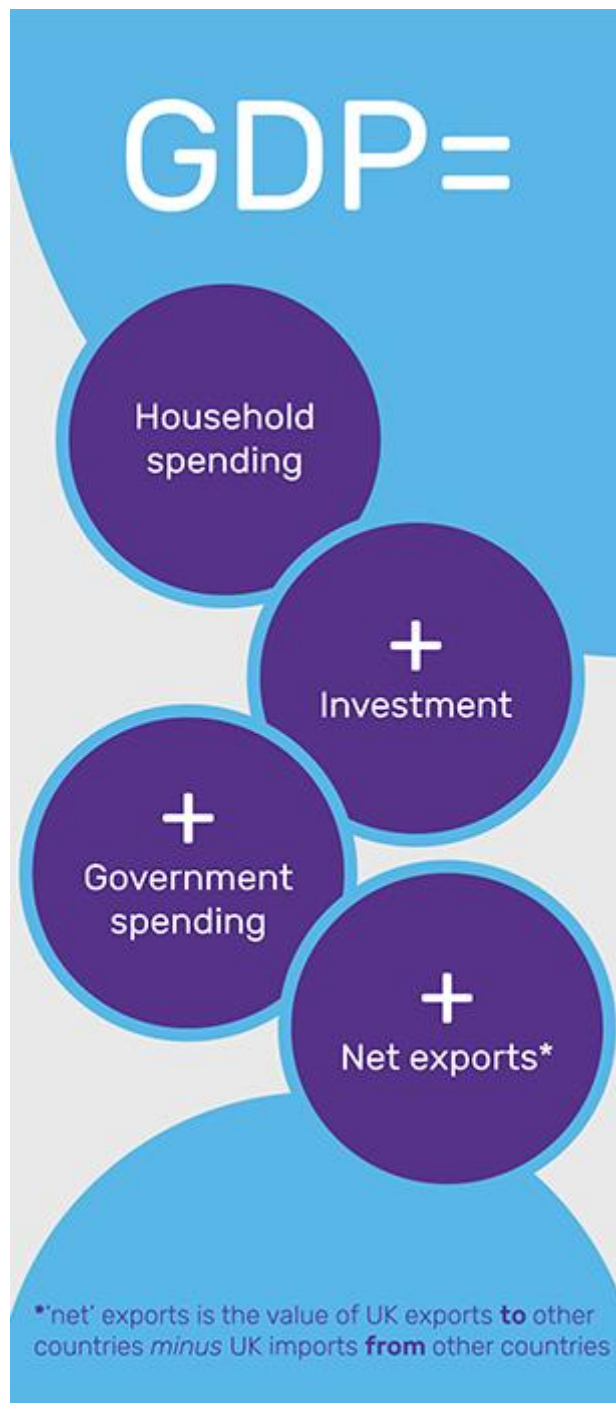 GDP=
Household
spending
+
Investment
+
Government
spending
+
Net exports*
*'net' exports is the value of UK exports to other
countries minus UK imports from other countries